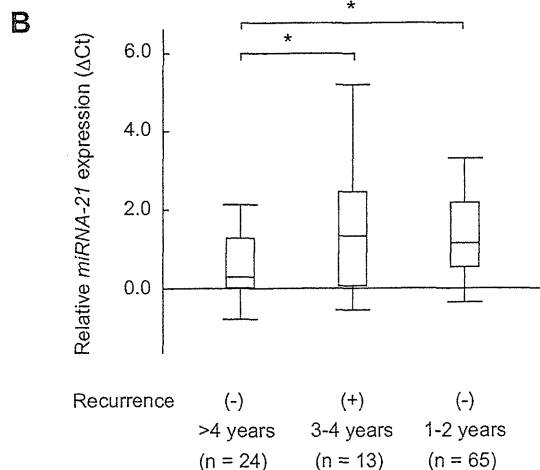 B
*
*
Relative miRNA-21 expression (ΔCt)
6.0
4.0
2.0
0.0
Recurrence (-) (+) (-)
>4 years 3-4 years 1-2 years
(n = 24) (n = 13) (n = 65)